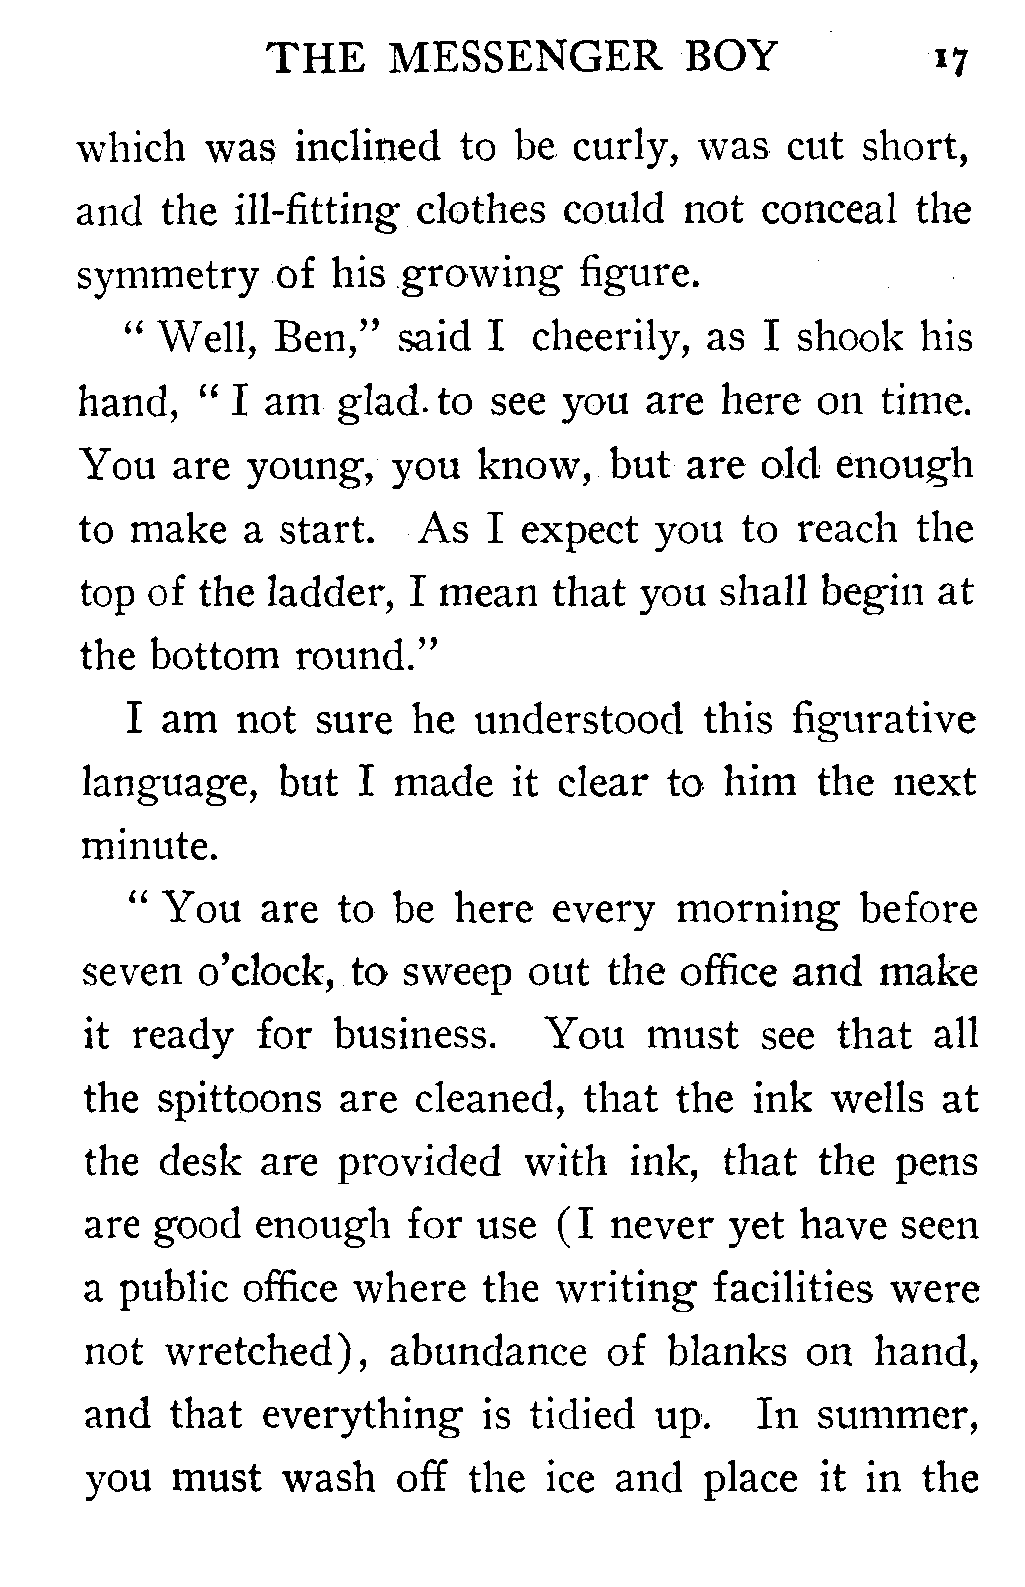 THE MESSENGER BOY 17
which was inclined to be curly, was cut short,
and the ill-fitting clothes could not conceal the
symmetry of his growing figure.
“ Well, Ben,” said I cheerily, as I shook his
hand, “ I am glad to see you are here on time.
You are young, you know, but are old enough
to make a start. As I expect you to reach the
top of the ladder, I mean that you shall begin at
the bottom round.”
I am not sure he understood this figurative
language, but I made it clear to him the next
minute.
“ You are to be here every morning before
seven o’clock, to sweep out the office and make
it ready for business. You must see that all
the spittoons are cleaned, that the ink wells at
the desk are provided with ink, that the pens
are good enough for use (I never yet have seen
a public office where the writing facilities were
not wretched), abundance of blanks on hand,
and that everything is tidied up. In summer,
you must wash off the ice and place it in the